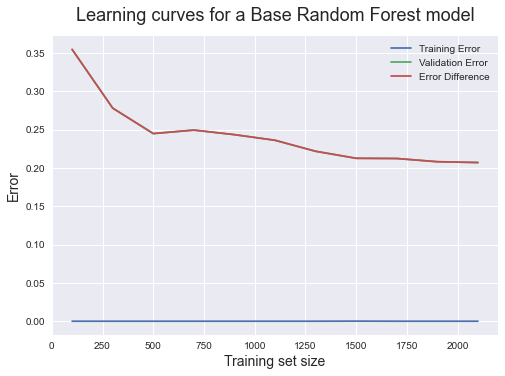 Learning curves for a Base Random Forest model
Training Error
Validation Error
Error Difference
Error
0.35
0.30
0.25
0.20
0.15
0.10
0.05
0.00
0 250 500 750 1000 1250 1500 1750 2000
Training set size